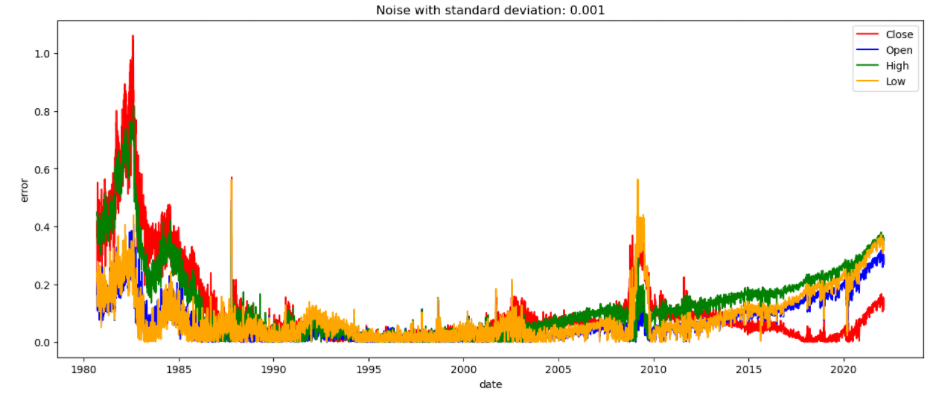 Noise with standard deviation: 0.001
Close
Open
High
Low
1.0
0.8
0.6
0.4
0.2
0.0
error
1980 1985 1990 1995 2000 2005 2010 2015 2020
date